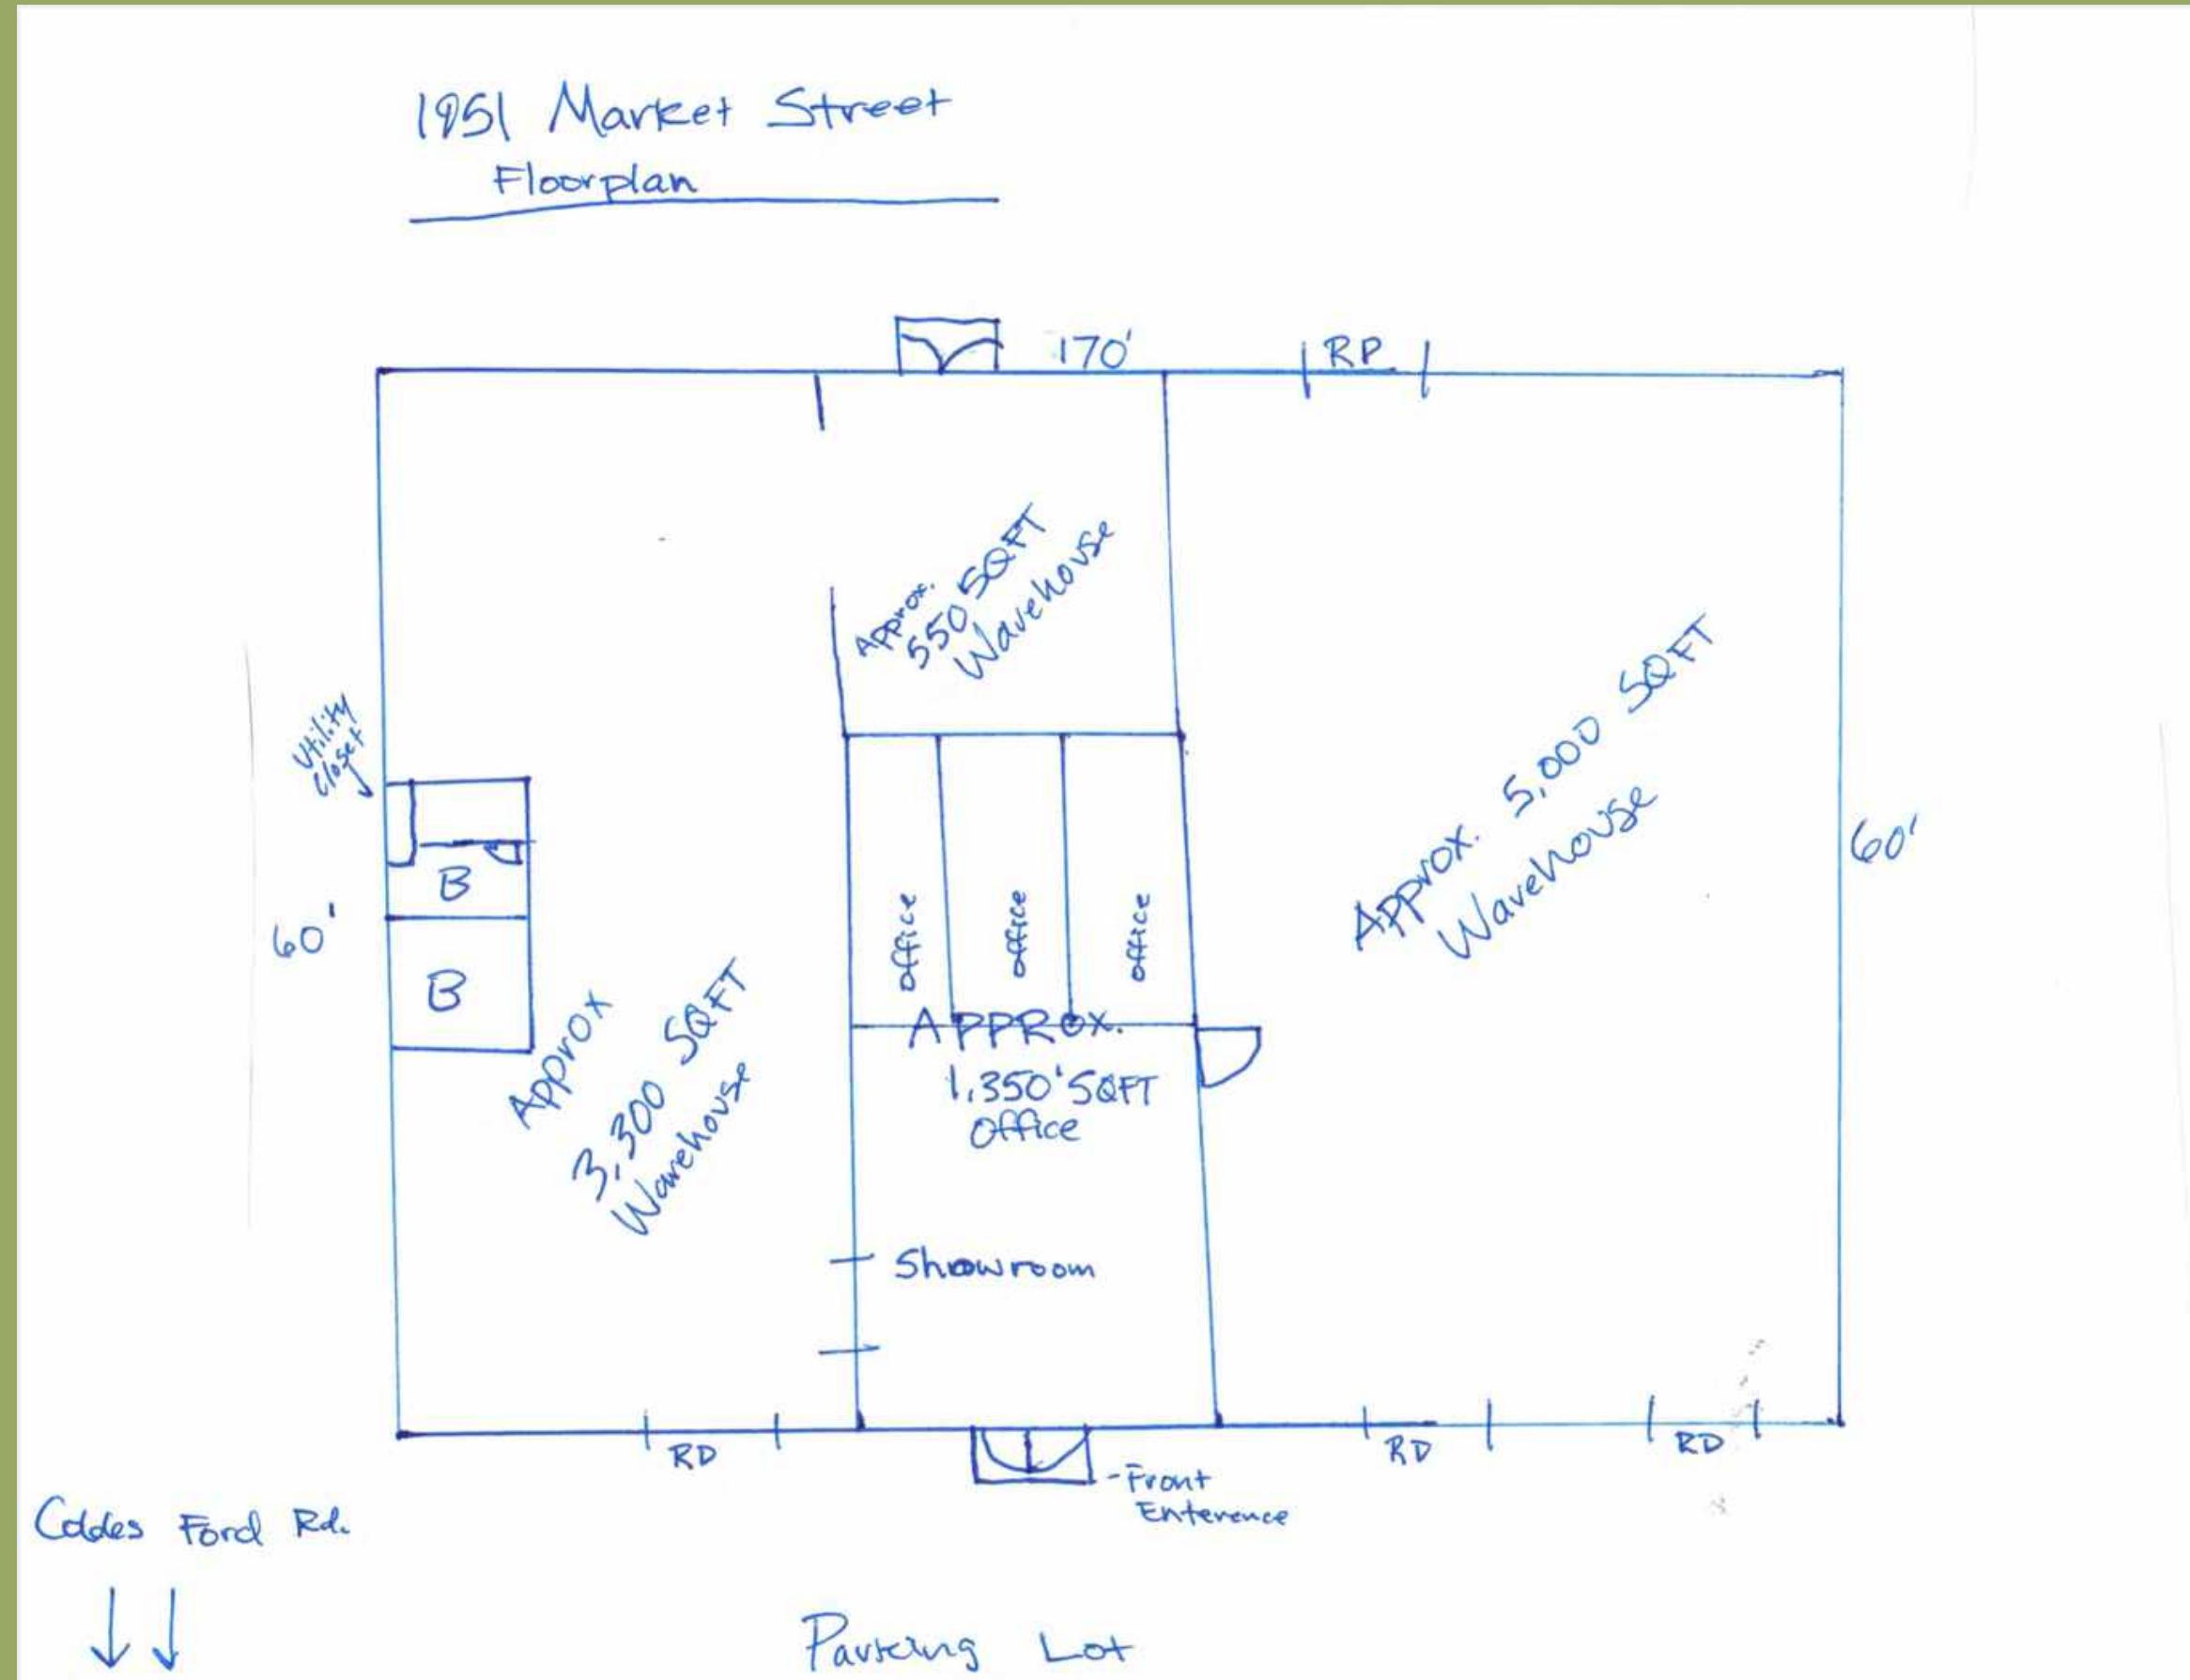 1951 Market Street
Floorplan
170'
RP
Approx.
550 SQFT
Warehouse
Utility
Closet
Approx. 5,000 SQFT
Warehouse
60'
60'
B
B
office
office
office
APPROX.
1,350' SQFT
Office
Approx
3,300 SQFT
Warehouse
Showroom
RD
RD
RD
-Front
Enterence
Ford Rd.
Parking Lot